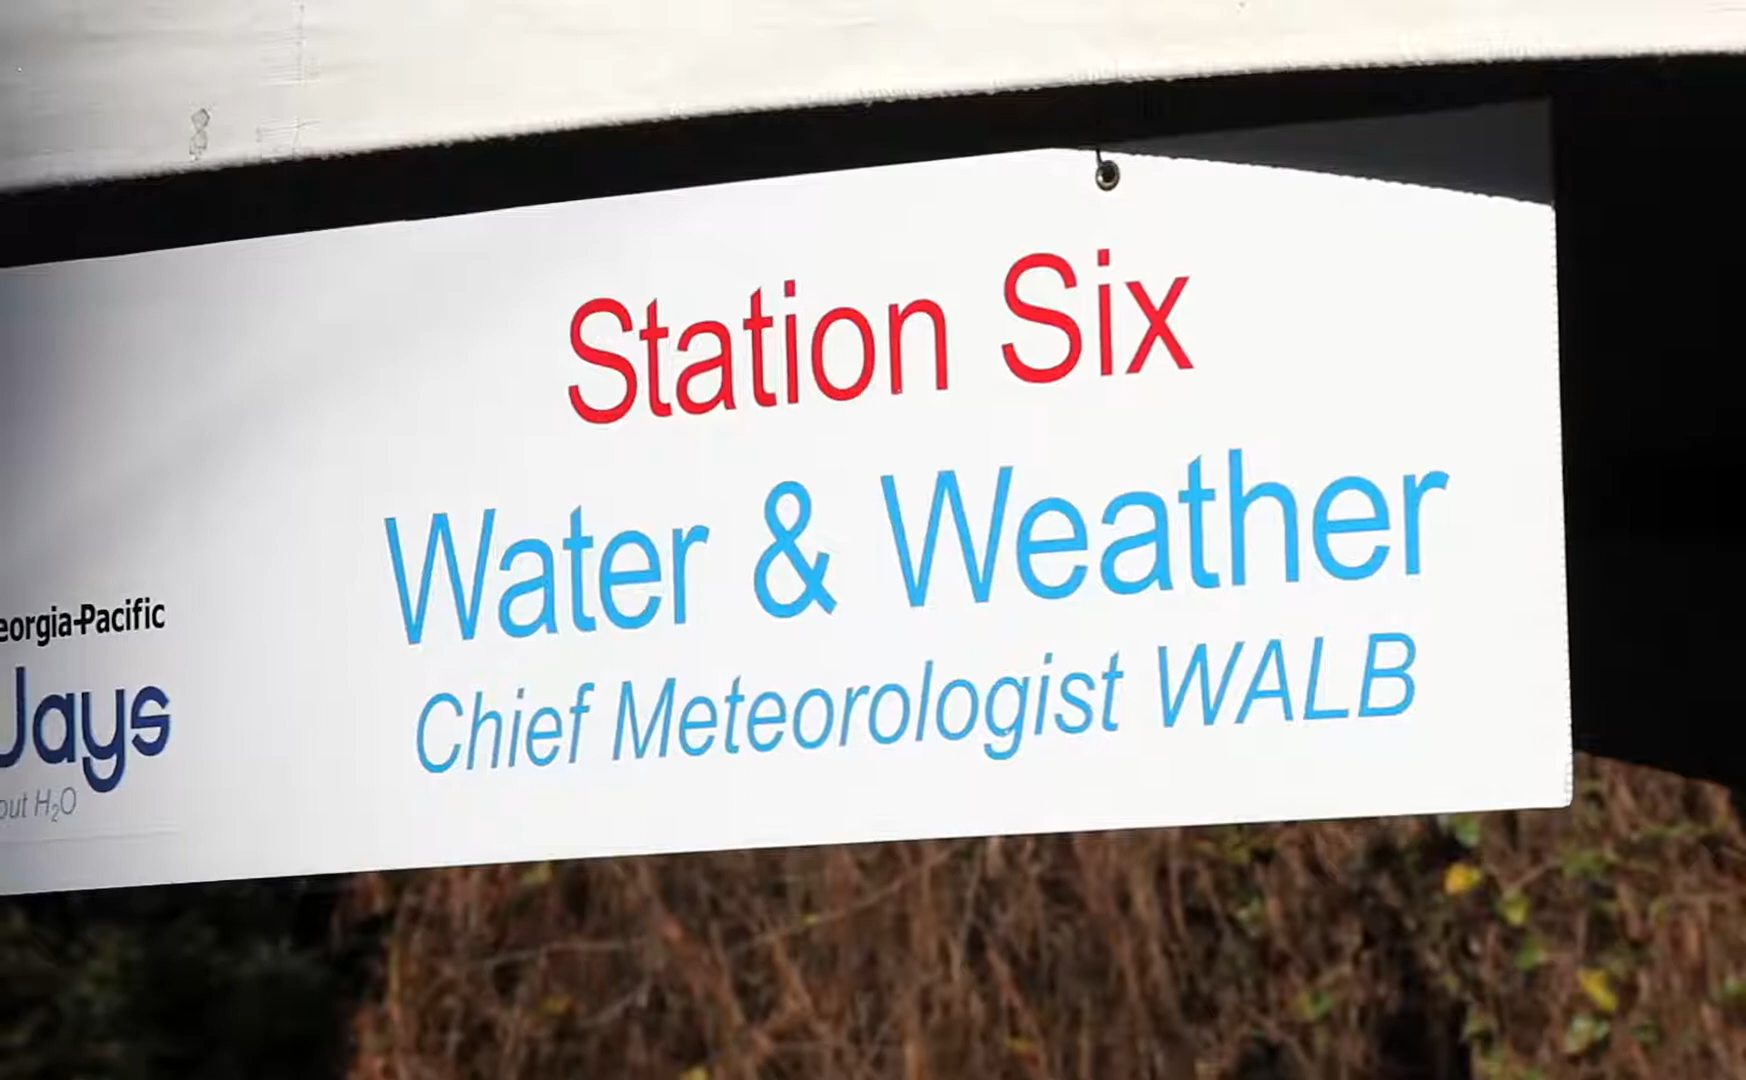 Station Six
Water & Weather
Chief Meteorologist WALB
eorgia-Pacific
Jays
out H₂O